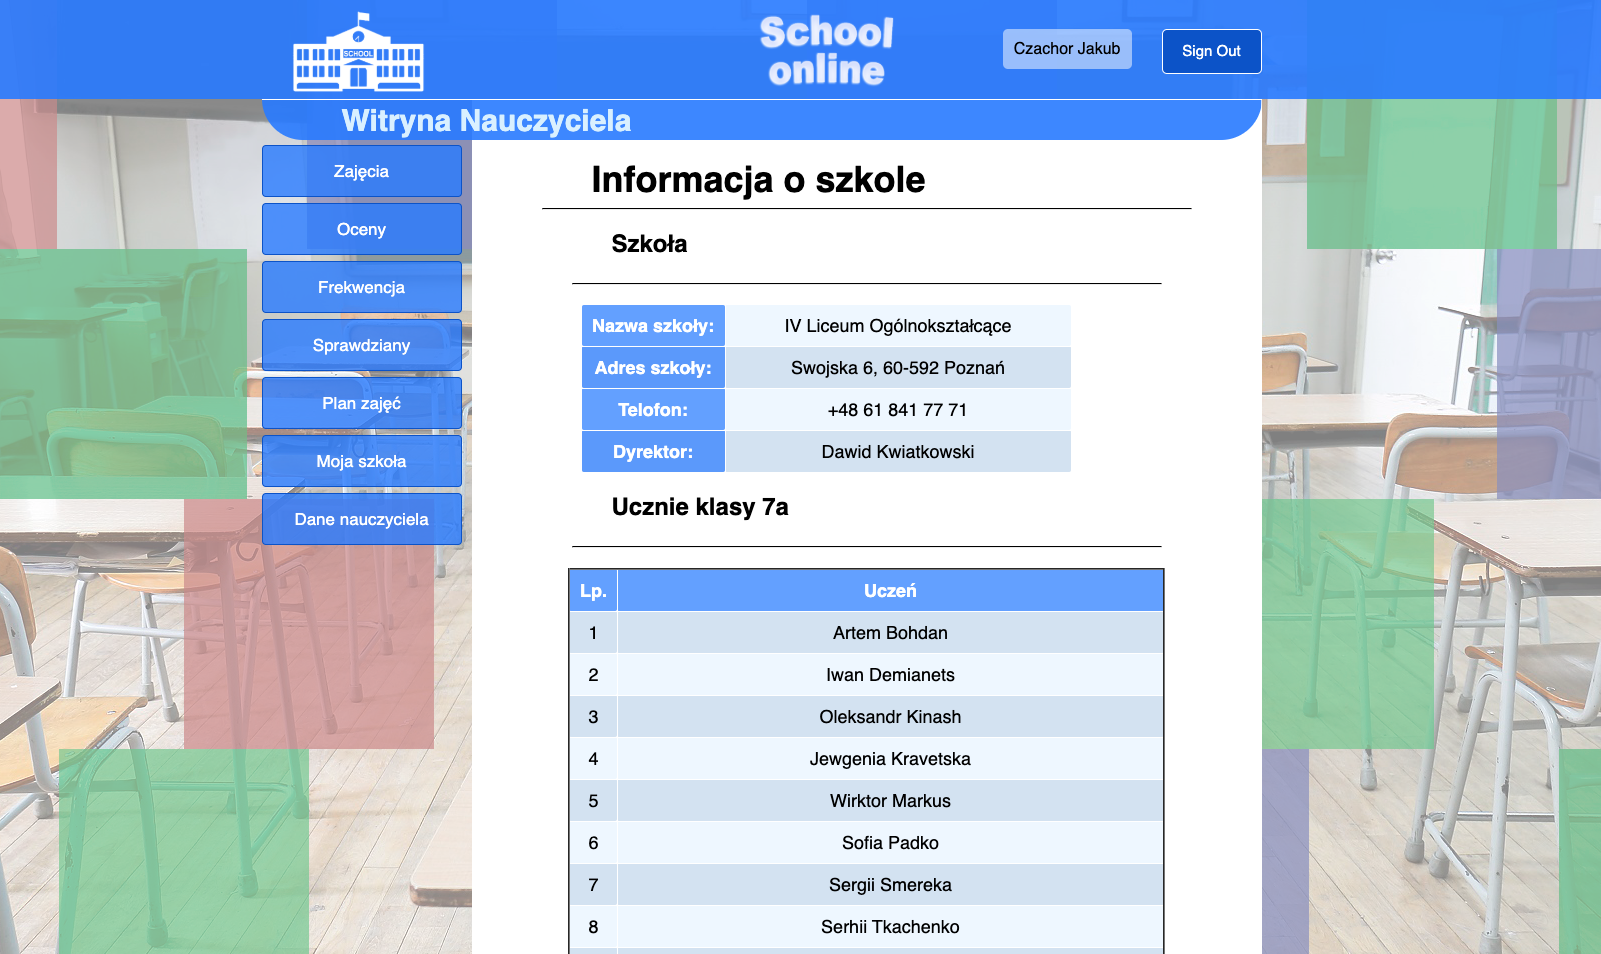 SCHOOL
School
online
Czachor Jakub
Sign Out
Witryna Nauczyciela
Zajęcia
Oceny
Frekwencja
Sprawdziany
Plan zajęć
Moja szkoła
Dane nauczyciela
Informacja o szkole
Szkoła
Nazwa szkoły: IV Liceum Ogólnokształcące
Adres szkoły: Swojska 6, 60-592 Poznań
Telofon: +48 61 841 77 71
Dyrektor: Dawid Kwiatkowski
Ucznie klasy 7a
Lp. Uczeń
1 Artem Bohdan
2 Iwan Demianets
3 Oleksandr Kinash
4 Jewgenia Kravetska
5 Wirktor Markus
6 Sofia Padko
7 Sergii Smereka
8 Serhii Tkachenko